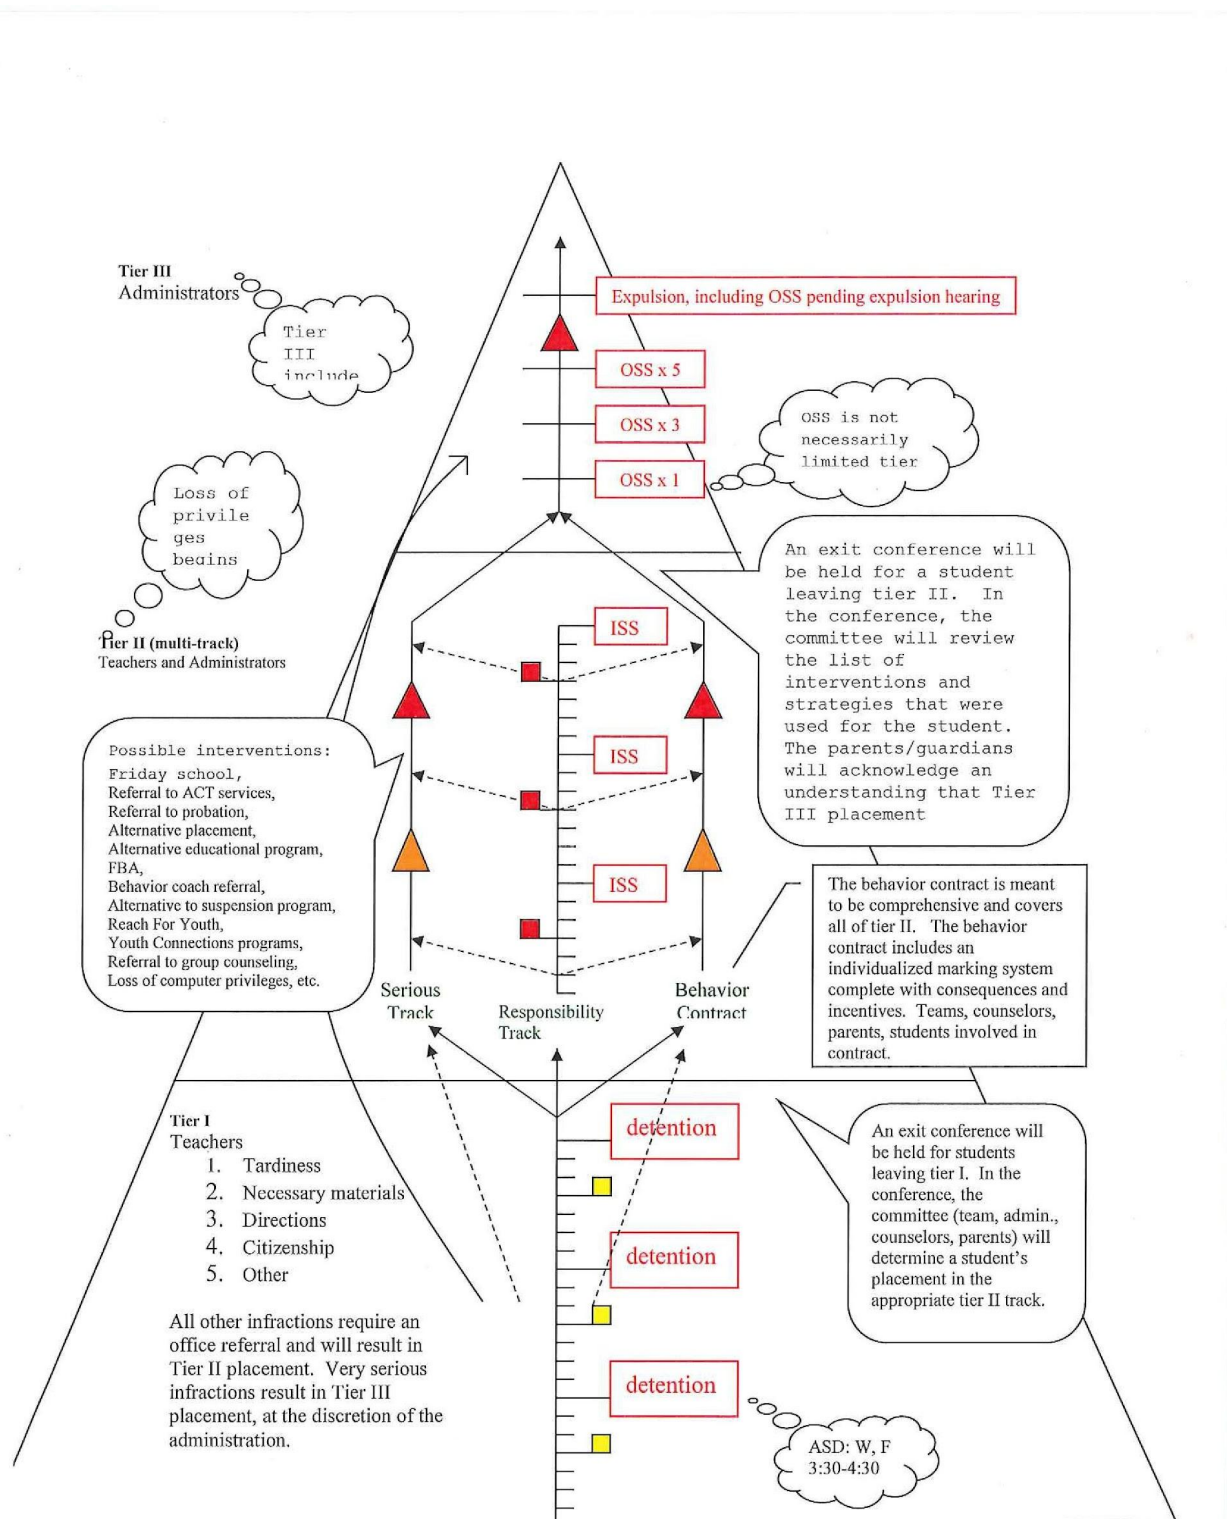 Tier III
Administrators
Tier
III
include
Expulsion, including OSS pending expulsion hearing
OSS x 5
OSS x 3
OSS x 1
OSS is not
necessarily
limited tier
Loss of
privile
ges
begins
Tier II (multi-track)
Teachers and Administrators
An exit conference will
be held for a student
leaving tier II. In
the conference, the
committee will review
the list of
interventions and
strategies that were
used for the student.
The parents/guardians
will acknowledge an
understanding that Tier
III placement
ISS
ISS
ISS
Possible interventions:
Friday school,
Referral to ACT services,
Referral to probation,
Alternative placement,
Alternative educational program,
FBA,
Behavior coach referral,
Alternative to suspension program,
Reach For Youth,
Youth Connections programs,
Referral to group counseling,
Loss of computer privileges, etc.
The behavior contract is meant
to be comprehensive and covers
all of tier II. The behavior
contract includes an
individualized marking system
complete with consequences and
incentives. Teams, counselors,
parents, students involved in
contract.
Serious
Track
Responsibility
Track
Behavior
Contract
Tier I
Teachers
1. Tardiness
2. Necessary materials
3. Directions
4. Citizenship
5. Other
All other infractions require an
office referral and will result in
Tier II placement. Very serious
infractions result in Tier III
placement, at the discretion of the
administration.
detention
detention
detention
An exit conference will
be held for students
leaving tier I. In the
conference, the
committee (team, admin.,
counselors, parents) will
determine a student's
placement in the
appropriate tier II track.
ASD: W, F
3:30-4:30